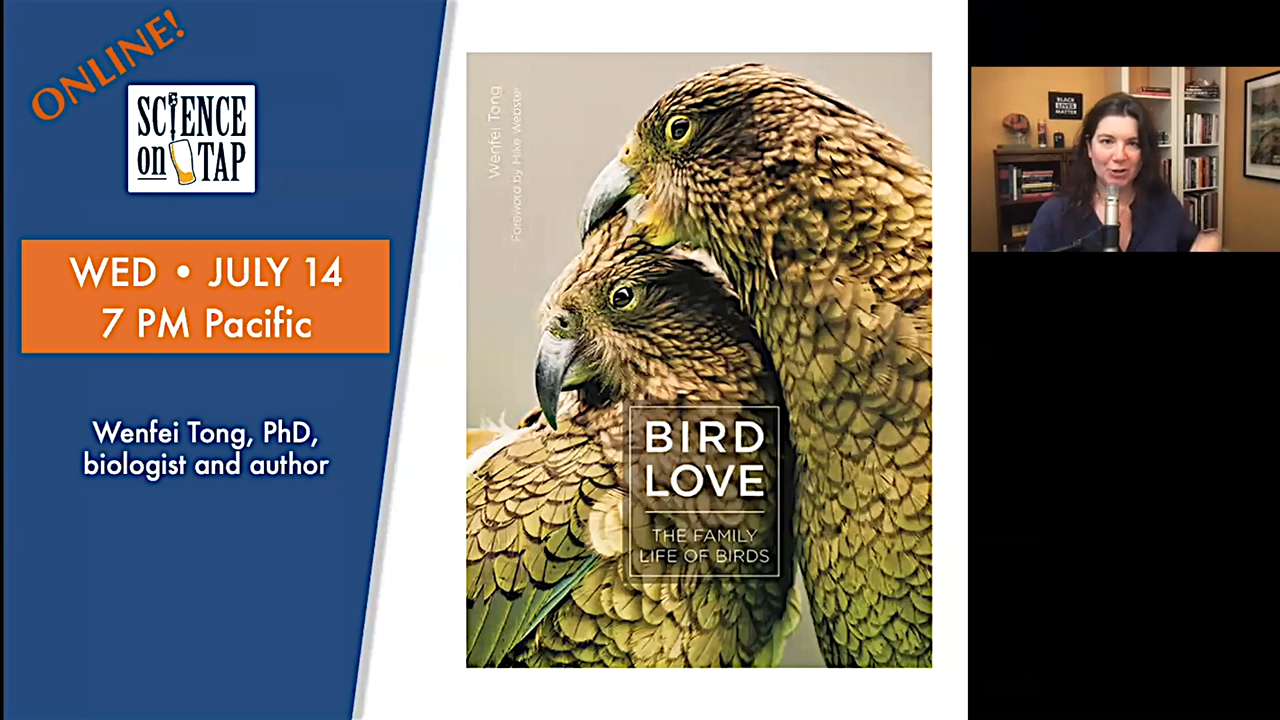 ONLINE!
SCIENCE
on TAP
WED • JULY 14
7 PM Pacific
Wenfei Tong, PhD,
biologist and author
Wenfei Tong
Foreword by Mike Webster
BIRD
LOVE
THE FAMILY
LIFE OF BIRDS
BLACK
LIVES
MATTER